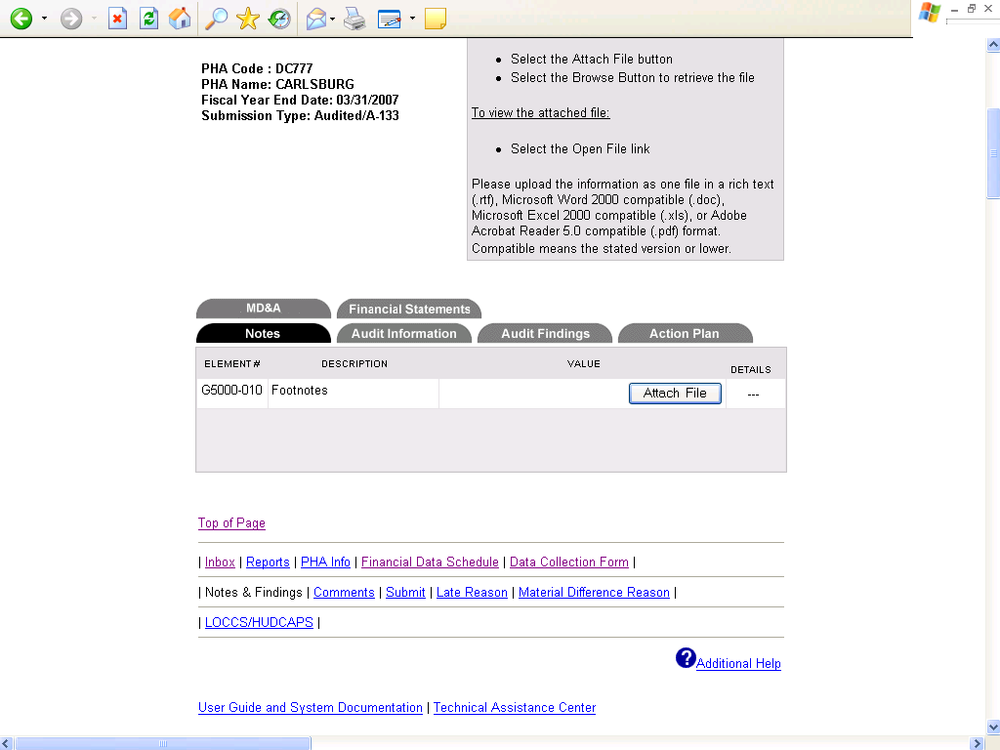 PHA Code : DC777
PHA Name: CARLSBURG
Fiscal Year End Date: 03/31/2007
Submission Type: Audited/A-133
• Select the Attach File button
• Select the Browse Button to retrieve the file
To view the attached file:
• Select the Open File link
Please upload the information as one file in a rich text
(.rtf), Microsoft Word 2000 compatible (.doc),
Microsoft Excel 2000 compatible (.xls), or Adobe
Acrobat Reader 5.0 compatible (.pdf) format.
Compatible means the stated version or lower.
MD&A Financial Statements
Notes Audit Information Audit Findings Action Plan
ELEMENT# DESCRIPTION VALUE DETAILS
G5000-010 Footnotes Attach File ---
Top of Page
| Inbox | Reports | PHA Info | Financial Data Schedule | Data Collection Form |
| Notes & Findings | Comments | Submit | Late Reason | Material Difference Reason |
| LOCCS/HUDCAPS |
? Additional Help
User Guide and System Documentation | Technical Assistance Center